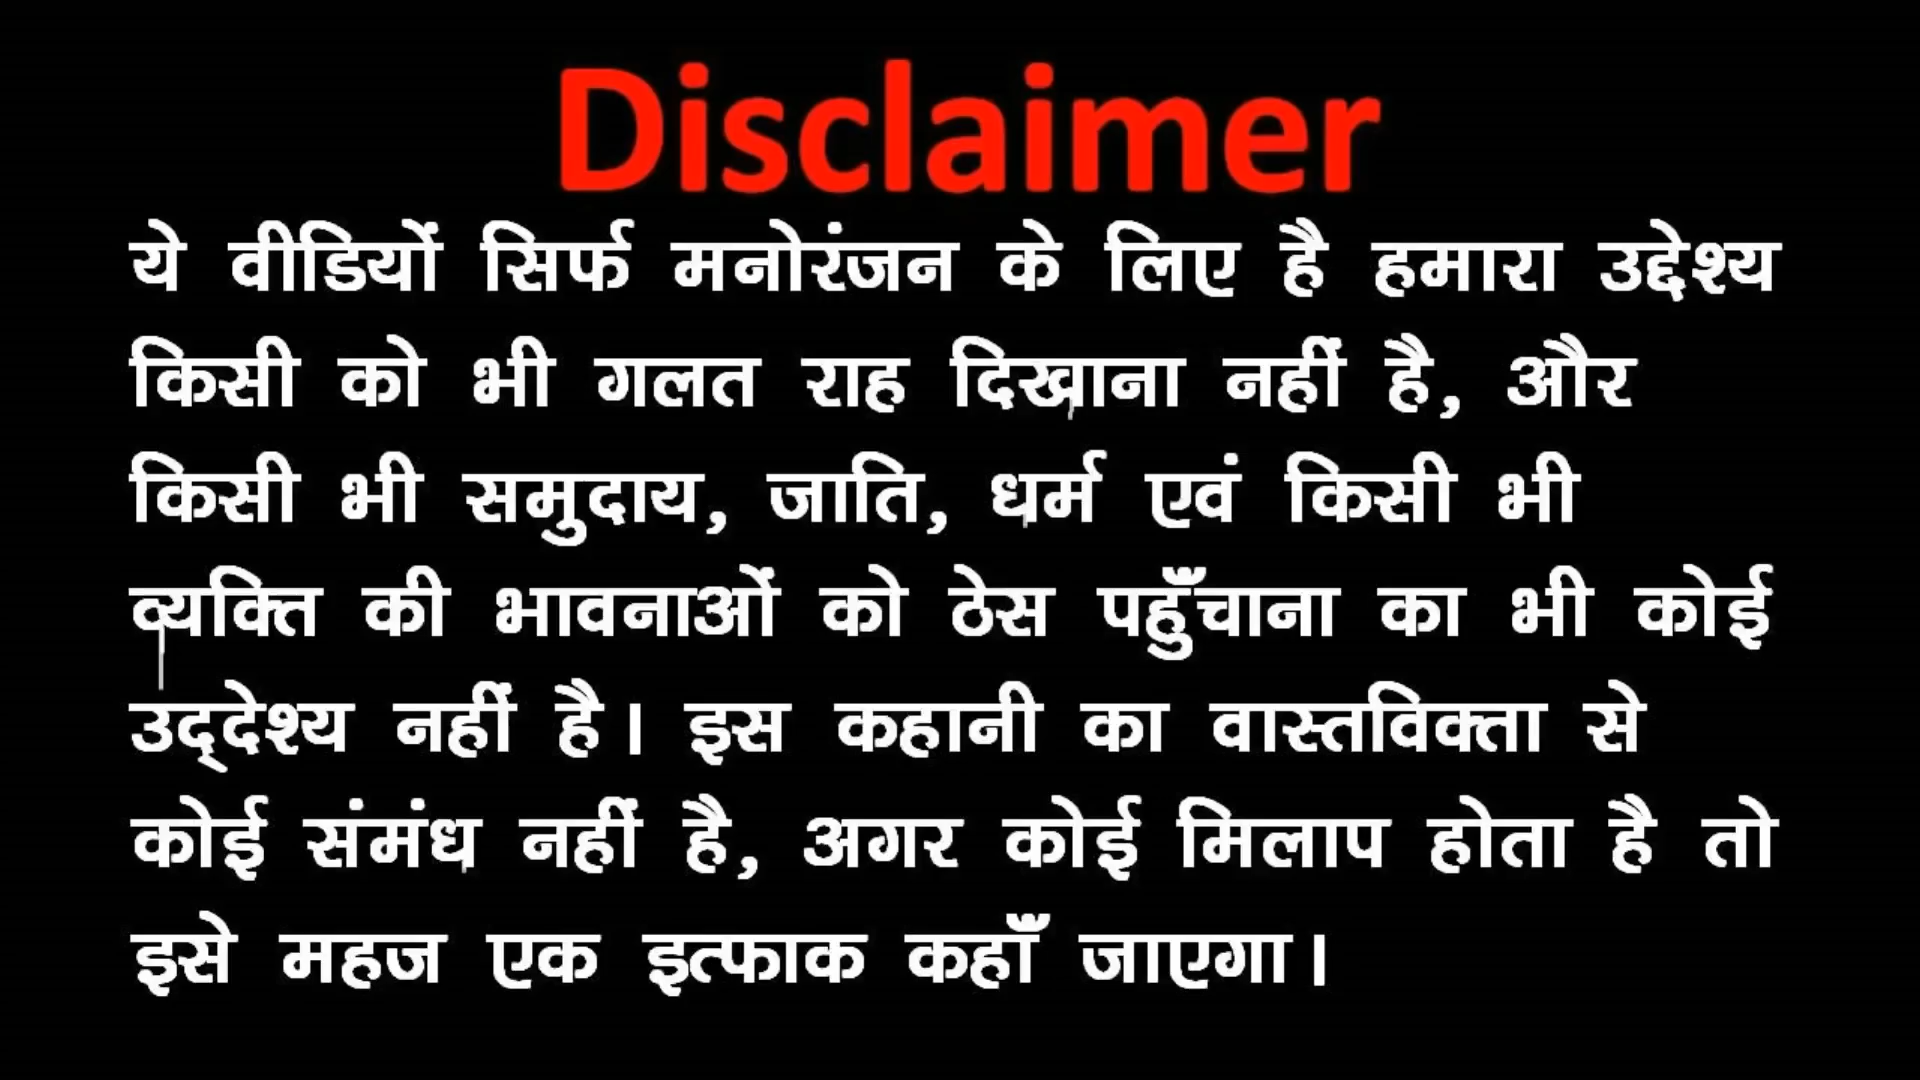 Disclaimer
ये वीडियों सिर्फ मनोरंजन के लिए है हमारा उद्देश्य
किसी को भी गलत राह दिखाना नहीं है, और
किसी भी समुदाय, जाति, धर्म एवं किसी भी
व्यक्ति की भावनाओं को ठेस पहुँचाना का भी कोई
उद्‌देश्य नहीं है। इस कहानी का वास्तविक्ता से
कोई संमंध नहीं है, अगर कोई मिलाप होता है तो
इसे महज एक इत्फाक कहाँ जाएगा।